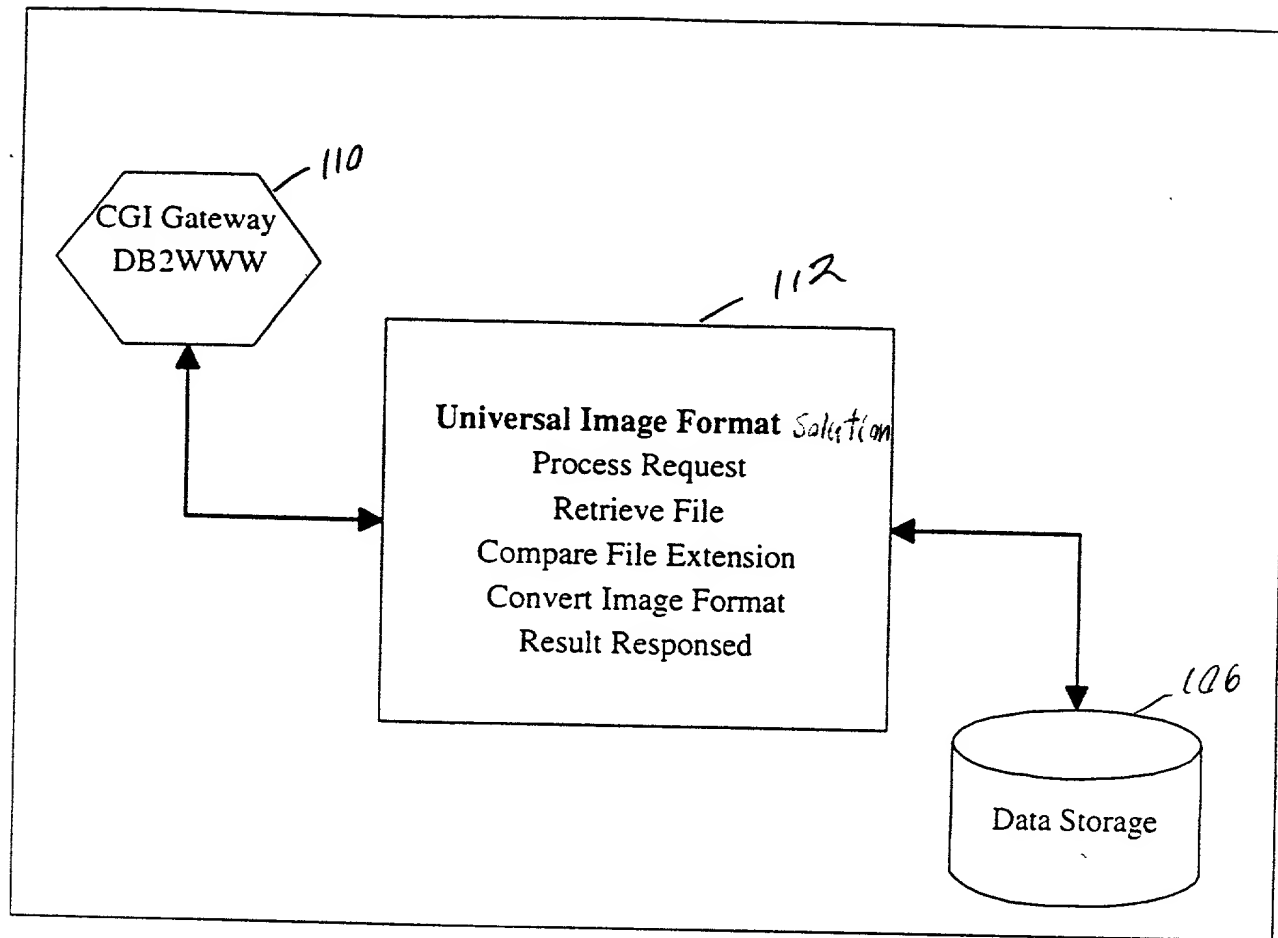 110
CGI Gateway
DB2WWW
112
Universal Image Format Solution
Process Request
Retrieve File
Compare File Extension
Convert Image Format
Result Responsed
106
Data Storage